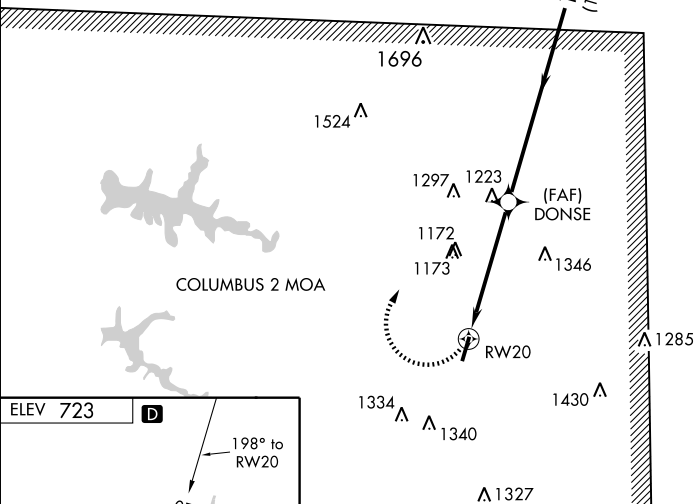 1696
1524
1297
1223
(FAF)
DONSE
1172
1173
1346
COLUMBUS 2 MOA
RW20
1285
1430
1334
1340
1327
ELEV 723
D
198° to
RW20